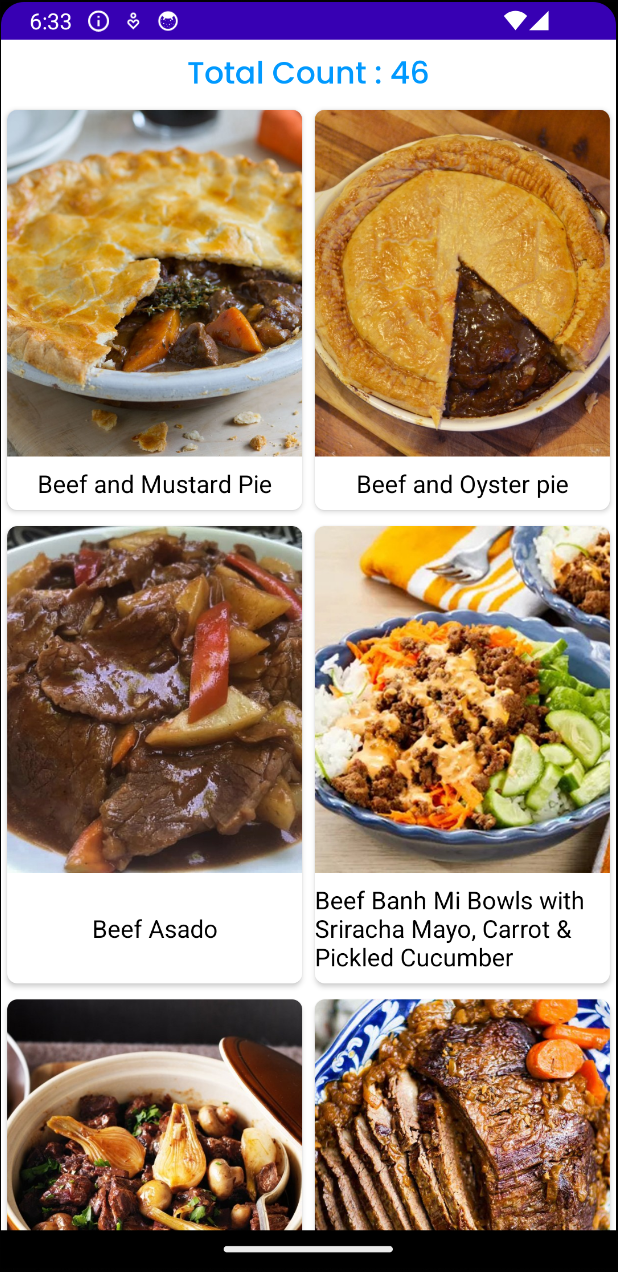 6:33
Total Count : 46
Beef and Mustard Pie
Beef and Oyster pie
Beef Asado
Beef Banh Mi Bowls with
Sriracha Mayo, Carrot &
Pickled Cucumber